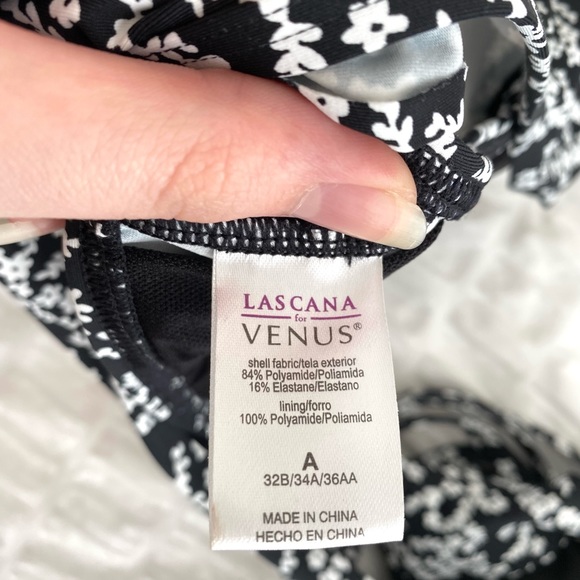 LASCANA
for
VENUS®
shell fabric/tela exterior
84% Polyamide/Poliamida
16% Elastane/Elastano
lining/forro
100% Polyamide/Poliamida
A
32B/34A/36AA
MADE IN CHINA
HECHO EN CHINA